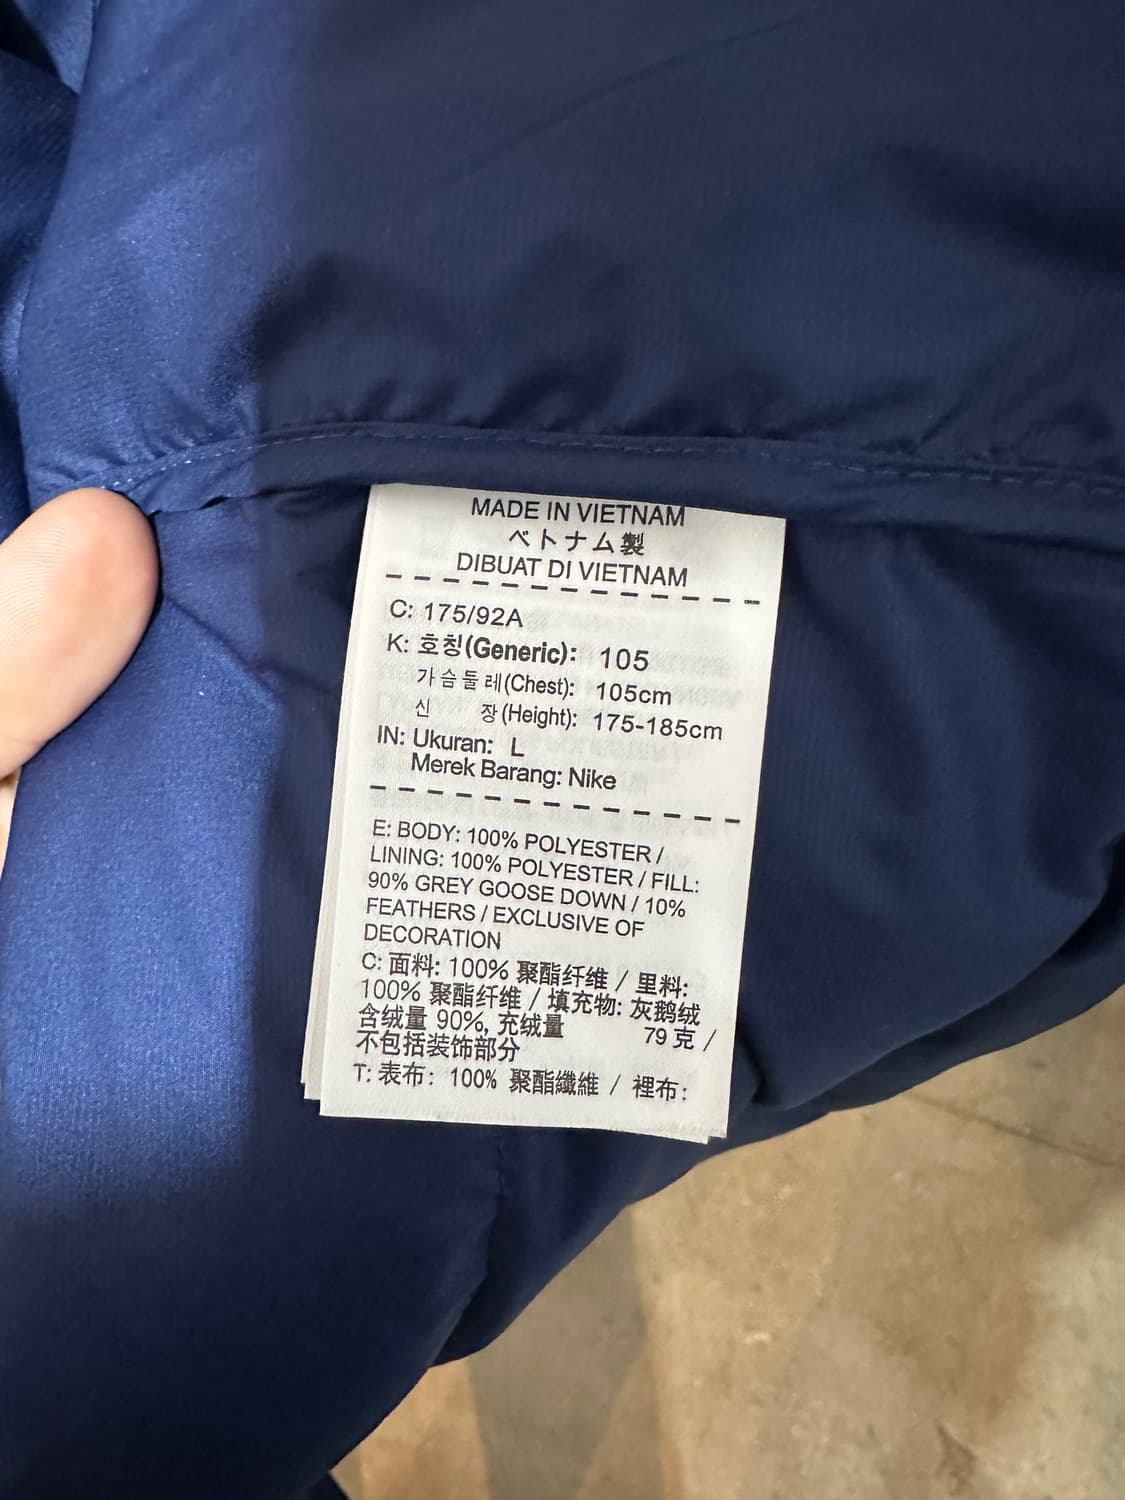 MADE IN VIETNAM
ベトナム製
DIBUAT DI VIETNAM
C: 175/92A
K: 호칭(Generic): 105
가슴둘레(Chest): 105cm
신 장(Height): 175-185cm
IN: Ukuran: L
Merek Barang: Nike
E: BODY: 100% POLYESTER /
LINING: 100% POLYESTER / FILL:
90% GREY GOOSE DOWN / 10%
FEATHERS / EXCLUSIVE OF
DECORATION
C: 面料: 100% 聚酯纤维 / 里料:
100% 聚酯纤维 / 填充物: 灰鹅绒
含绒量 90%, 充绒量 79 克 /
不包括装饰部分
T: 表布: 100% 聚酯纖維 / 裡布: